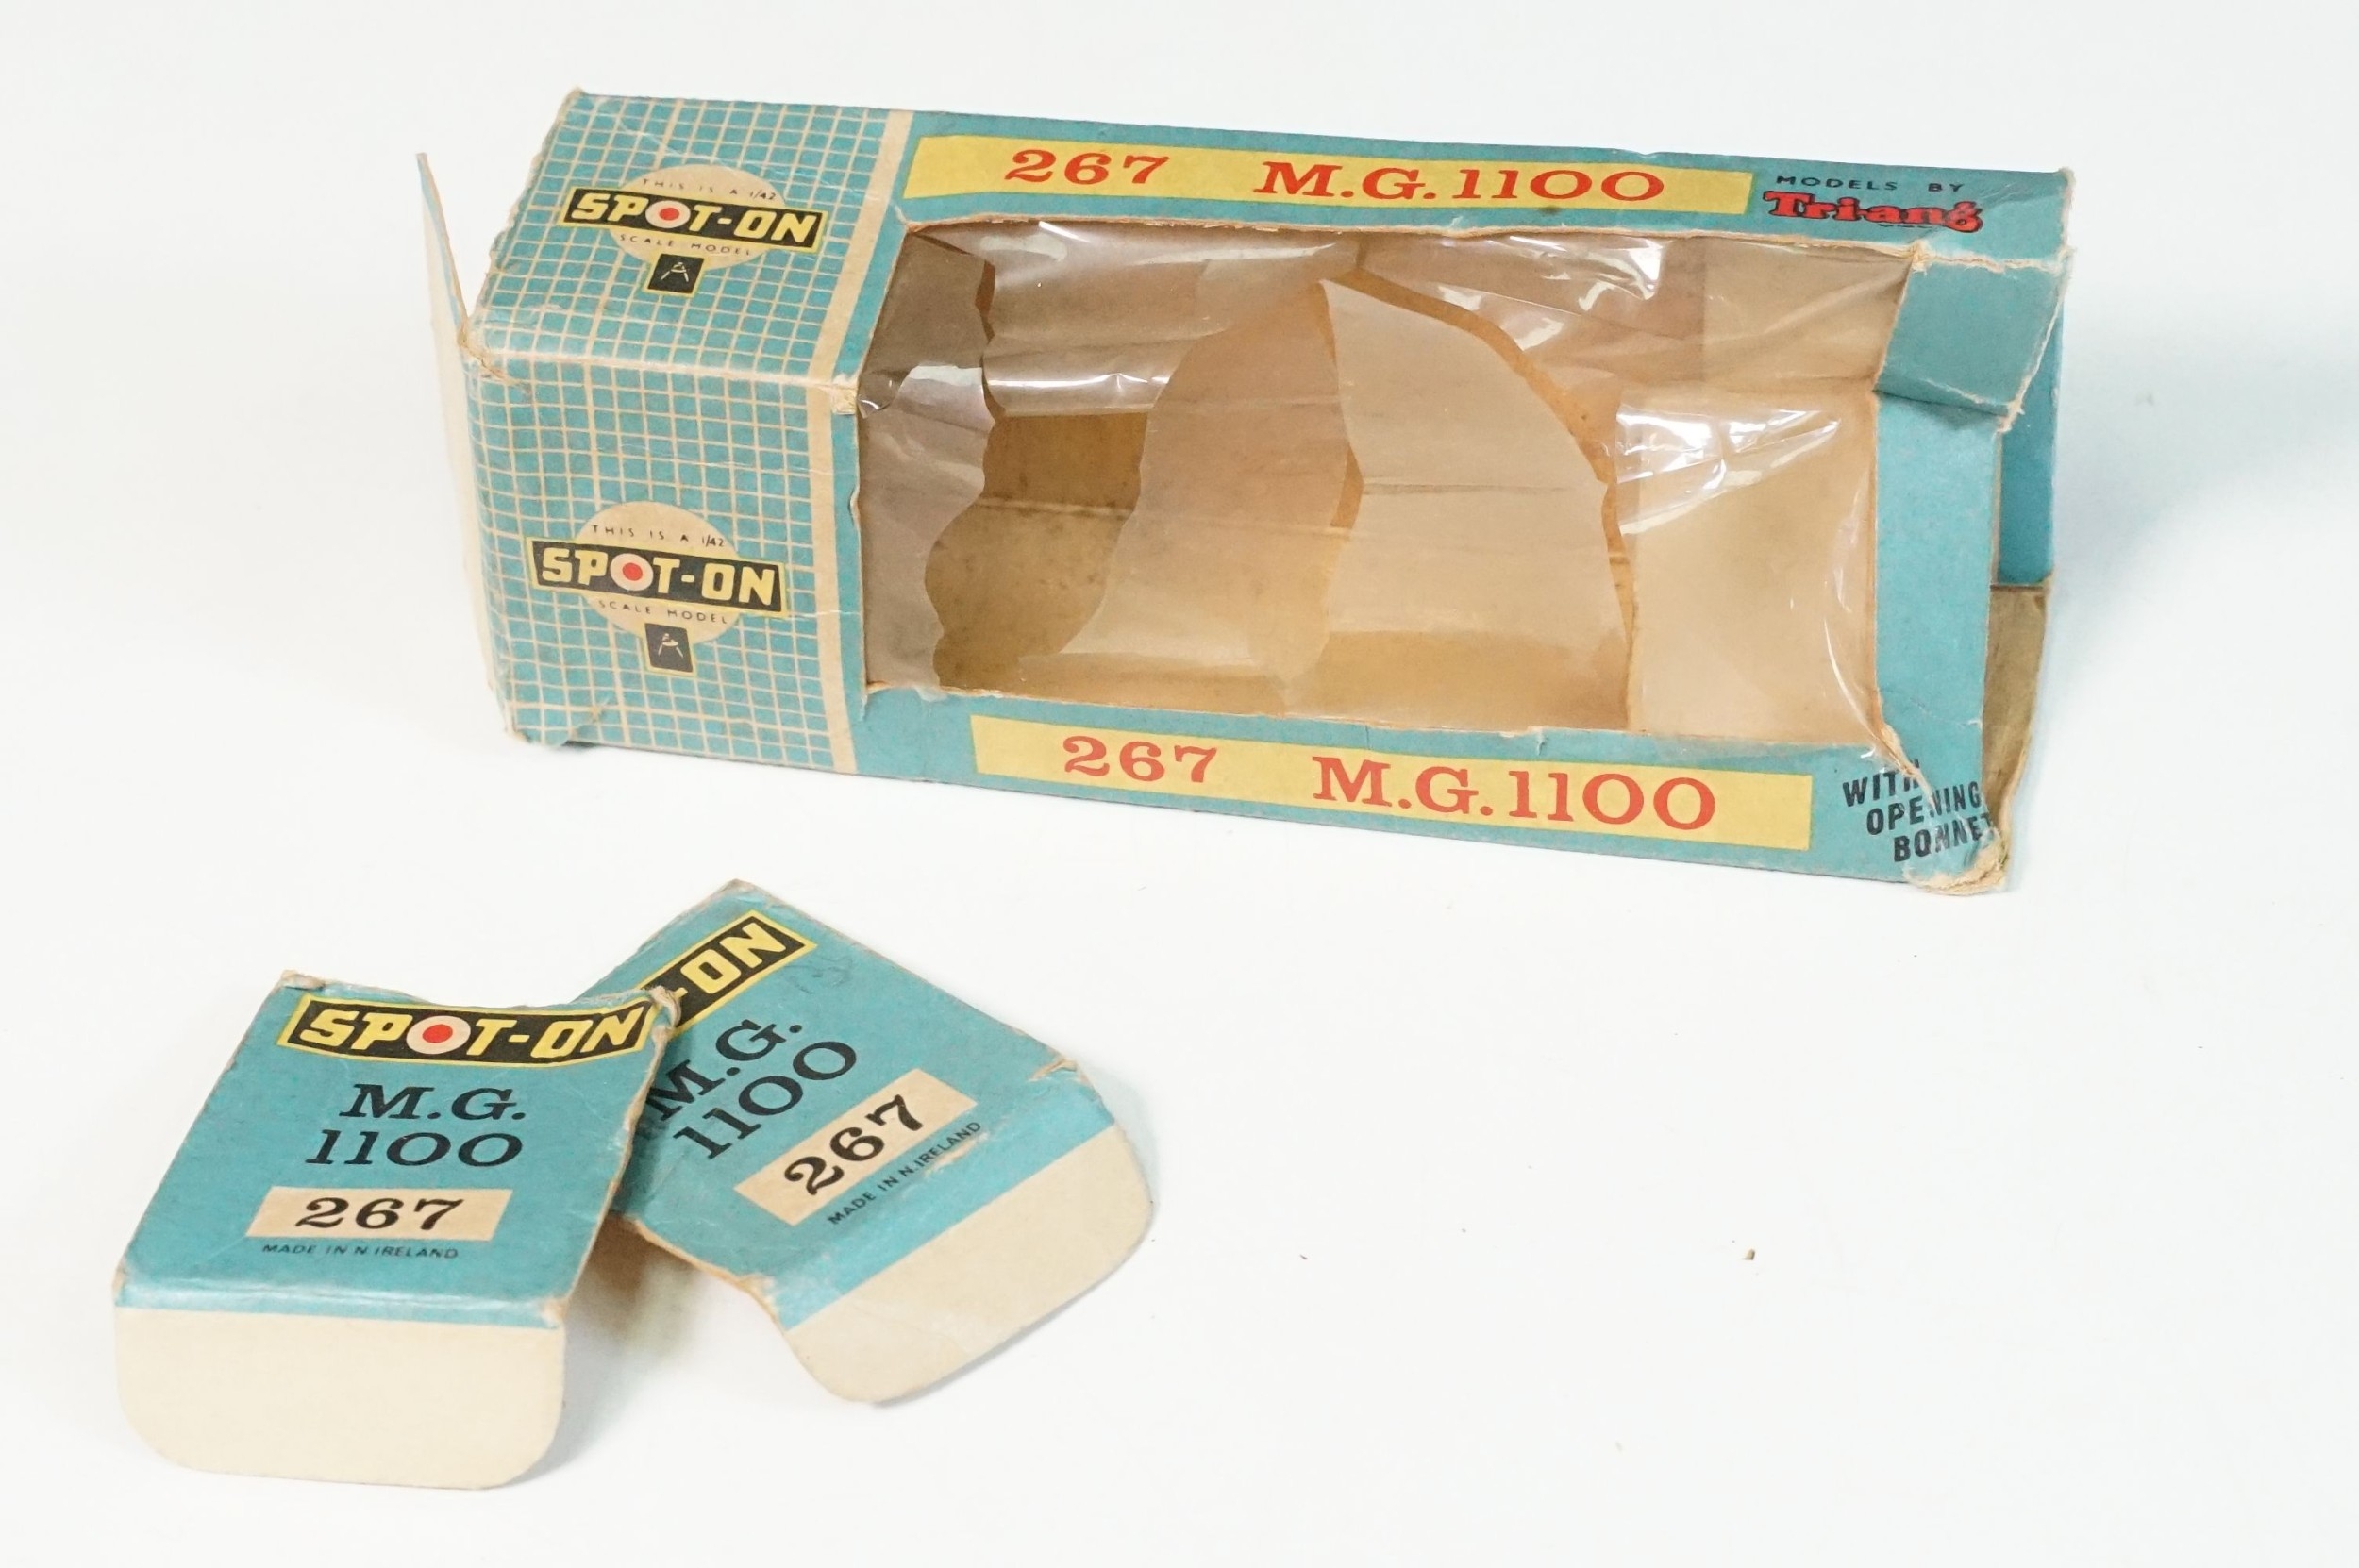 THIS IS A 1/42
SPOT-ON
SCALE MODEL
A
267 M.G.1100
MODELS BY
Tri-ang
THIS IS A 1/42
SPOT-ON
SCALE MODEL
A
267 M.G.1100
WITH
OPENING
BONNET
SPOT-ON
M.G.
1100
267
MADE IN N IRELAND
-ON
M.G.
1100
267
MADE IN N. IRELAND